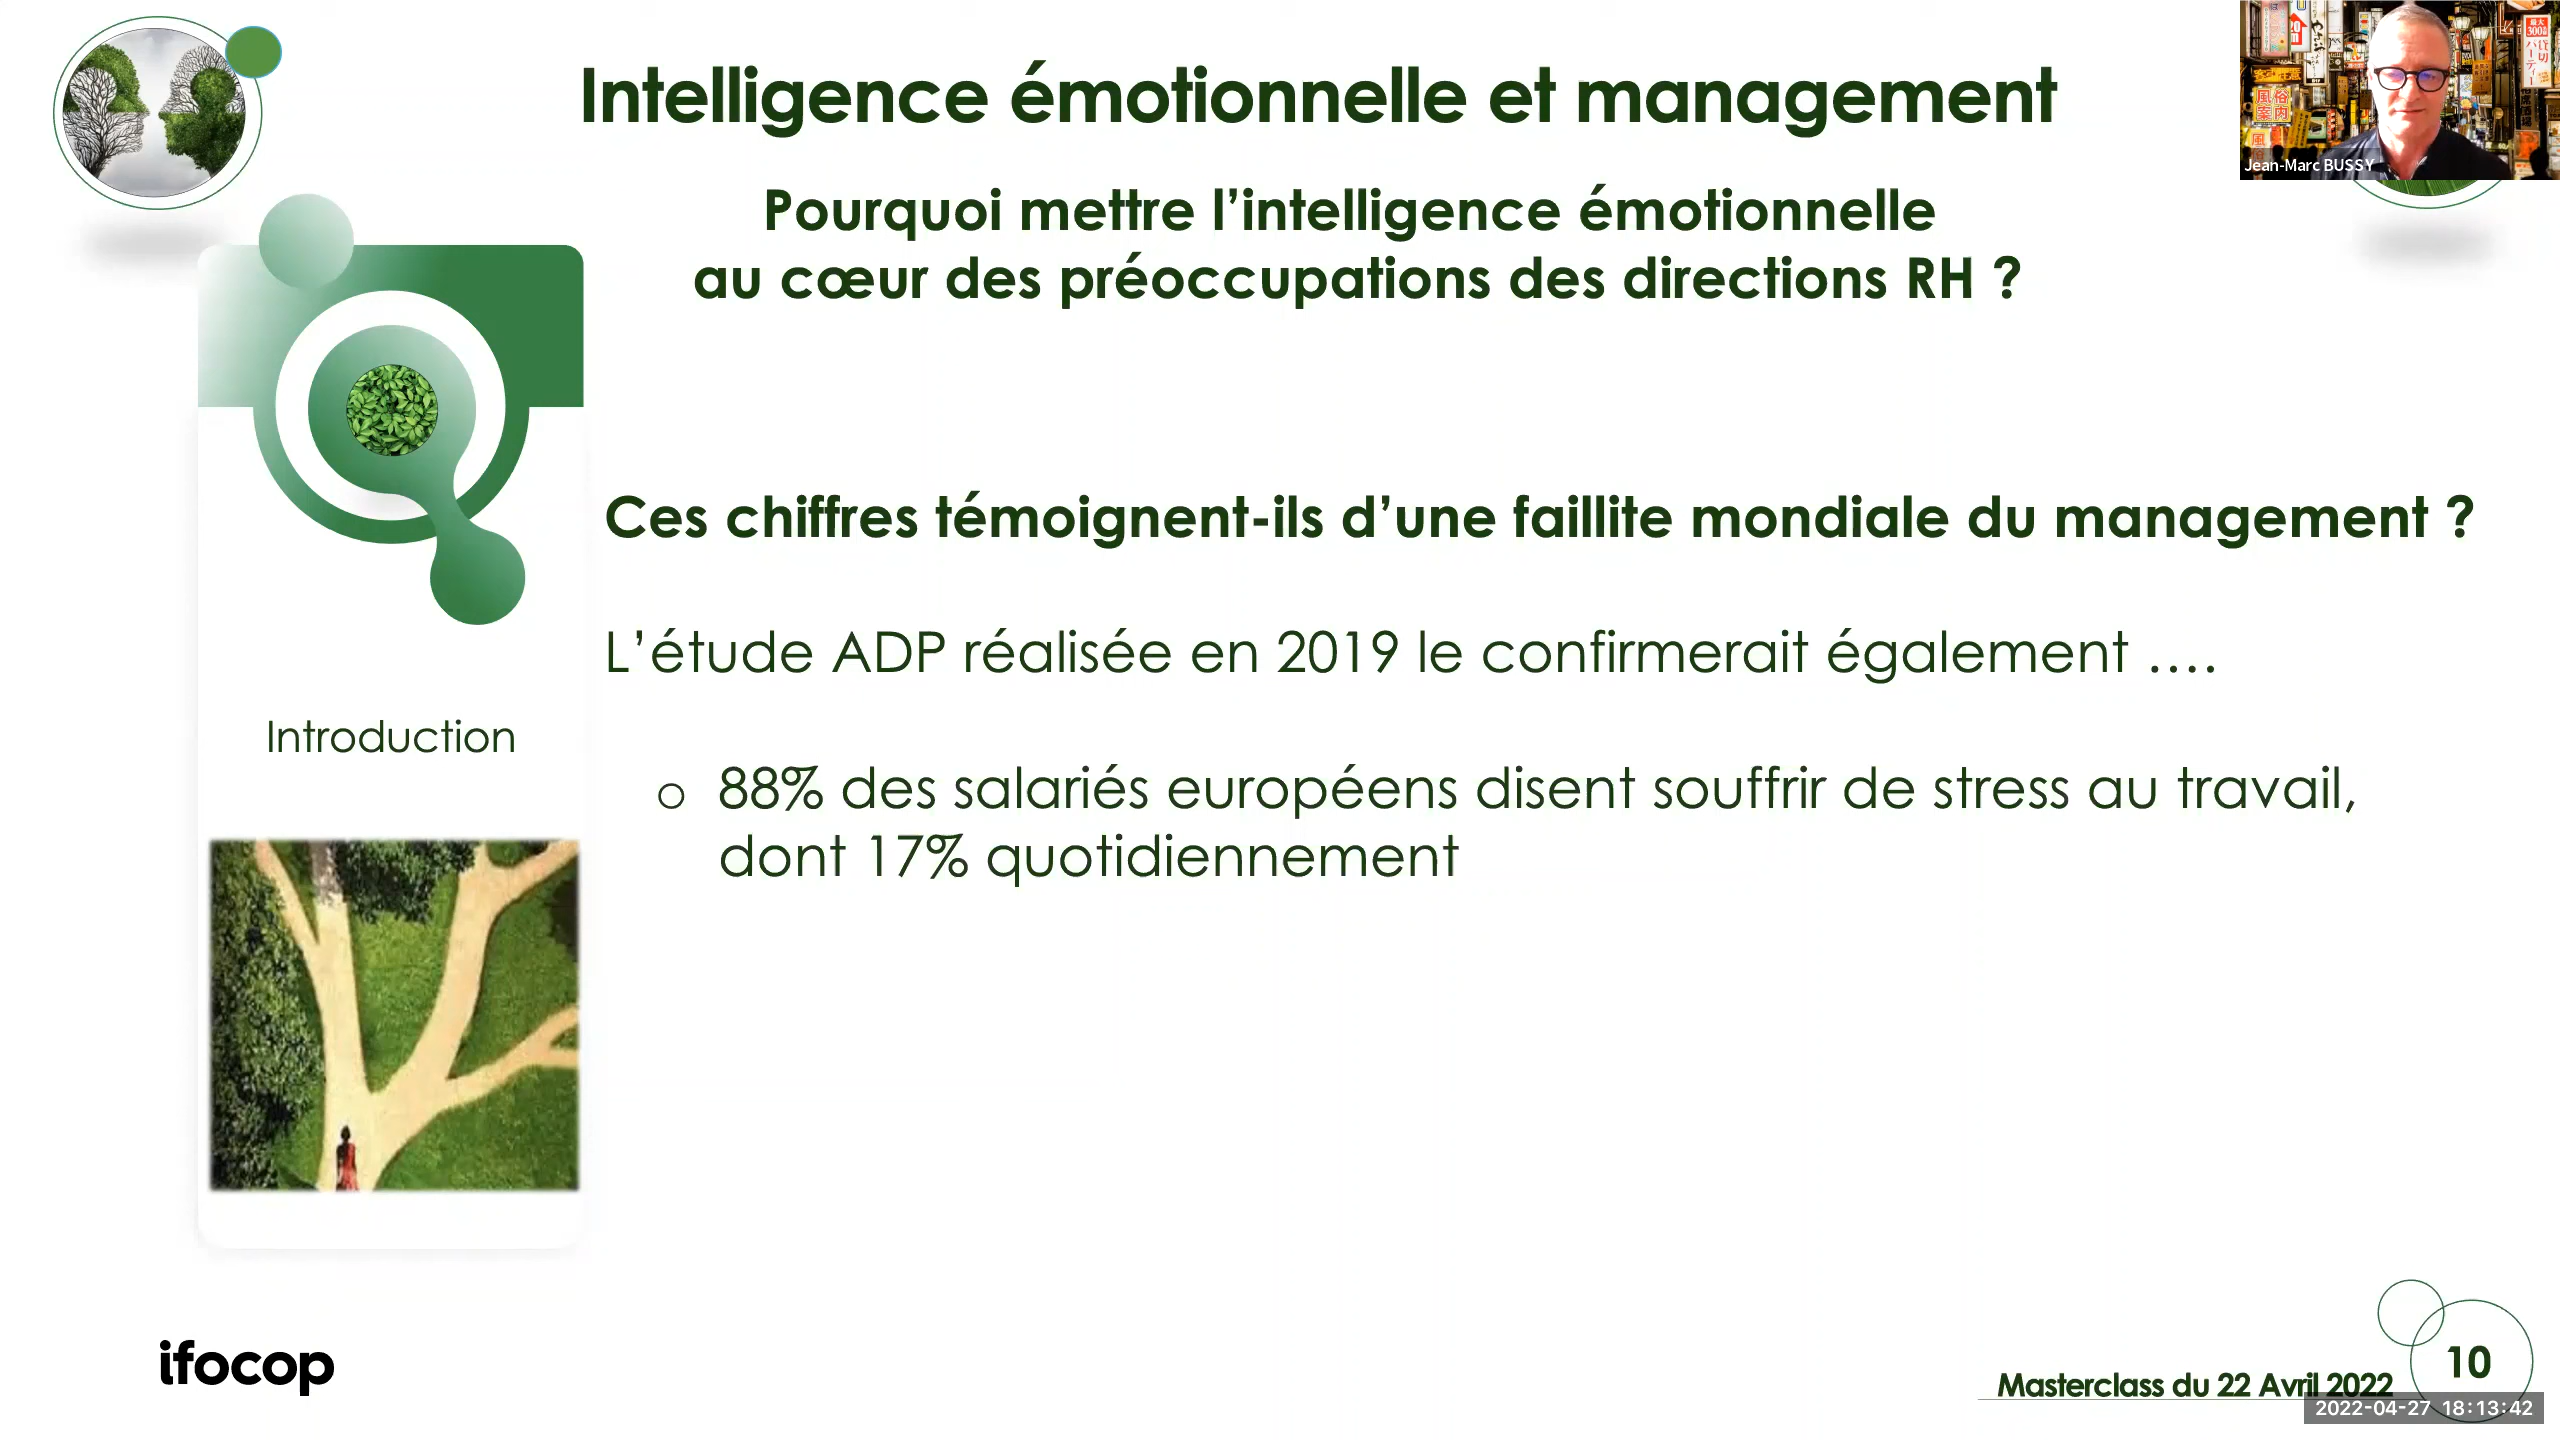 Intelligence émotionnelle et management
Jean-Marc BUSSY
Pourquoi mettre l’intelligence émotionnelle
au cœur des préoccupations des directions RH ?
Ces chiffres témoignent-ils d’une faillite mondiale du management ?
L’étude ADP réalisée en 2019 le confirmerait également ….
Introduction
o 88% des salariés européens disent souffrir de stress au travail,
dont 17% quotidiennement
ifocop
Masterclass du 22 Avril 2022
10
2022-04-27 18:13:42